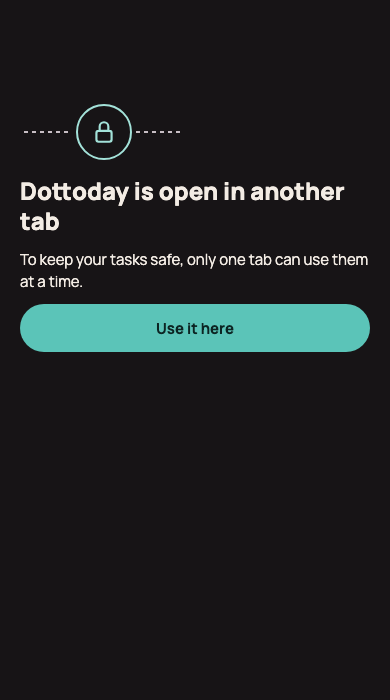 Dottoday is open in another
tab
To keep your tasks safe, only one tab can use them
at a time.
Use it here